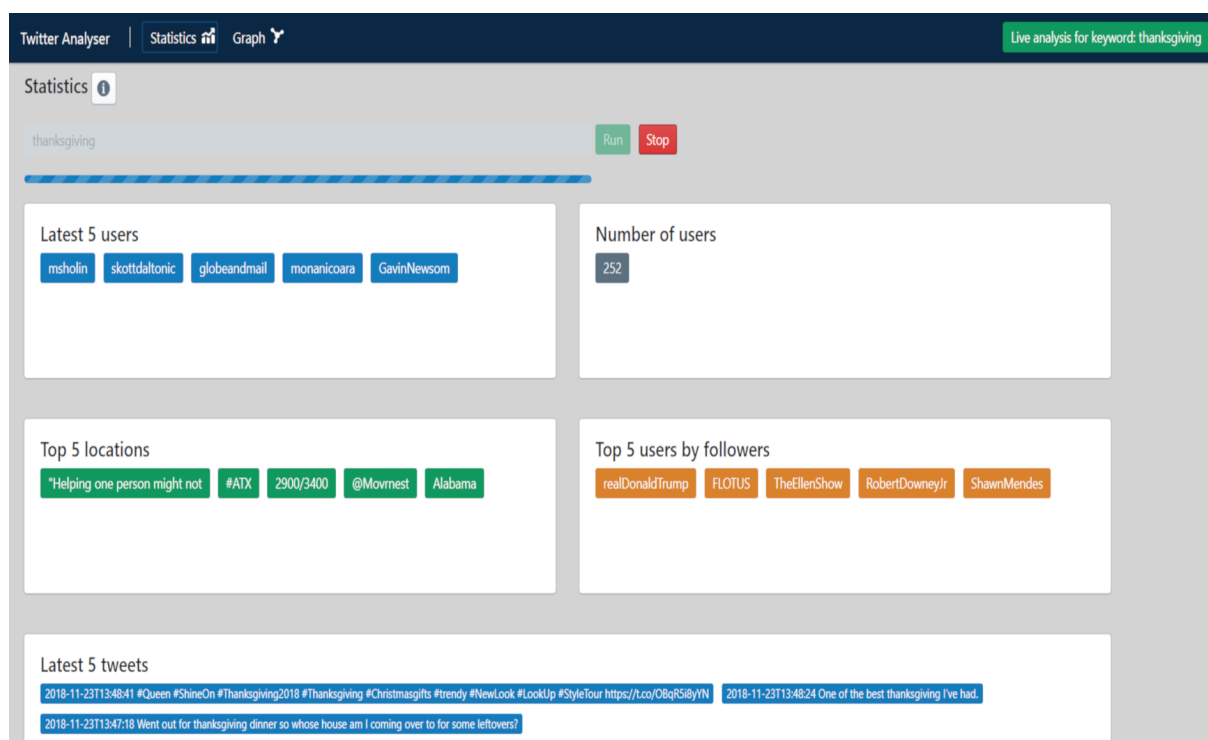 Twitter Analyser Statistics Graph Live analysis for keyword: thanksgiving
Statistics
thanksgiving Run Stop
Latest 5 users
msholin skottdaltonic globeandmail monanicoara GavinNewsom
Number of users
252
Top 5 locations
"Helping one person might not #ATX 2900/3400 @Movrnest Alabama
Top 5 users by followers
realDonaldTrump FLOTUS TheEllenShow RobertDowneyJr ShawnMendes
Latest 5 tweets
2018-11-23T13:48:41 #Queen #ShineOn #Thanksgiving2018 #Thanksgiving #Christmasgifts #trendy #NewLook #LookUp #StyleTour https://t.co/OBqR5i8yYN 2018-11-23T13:48:24 One of the best thanksgiving I've had.
2018-11-23T13:47:18 Went out for thanksgiving dinner so whose house am I coming over to for some leftovers?